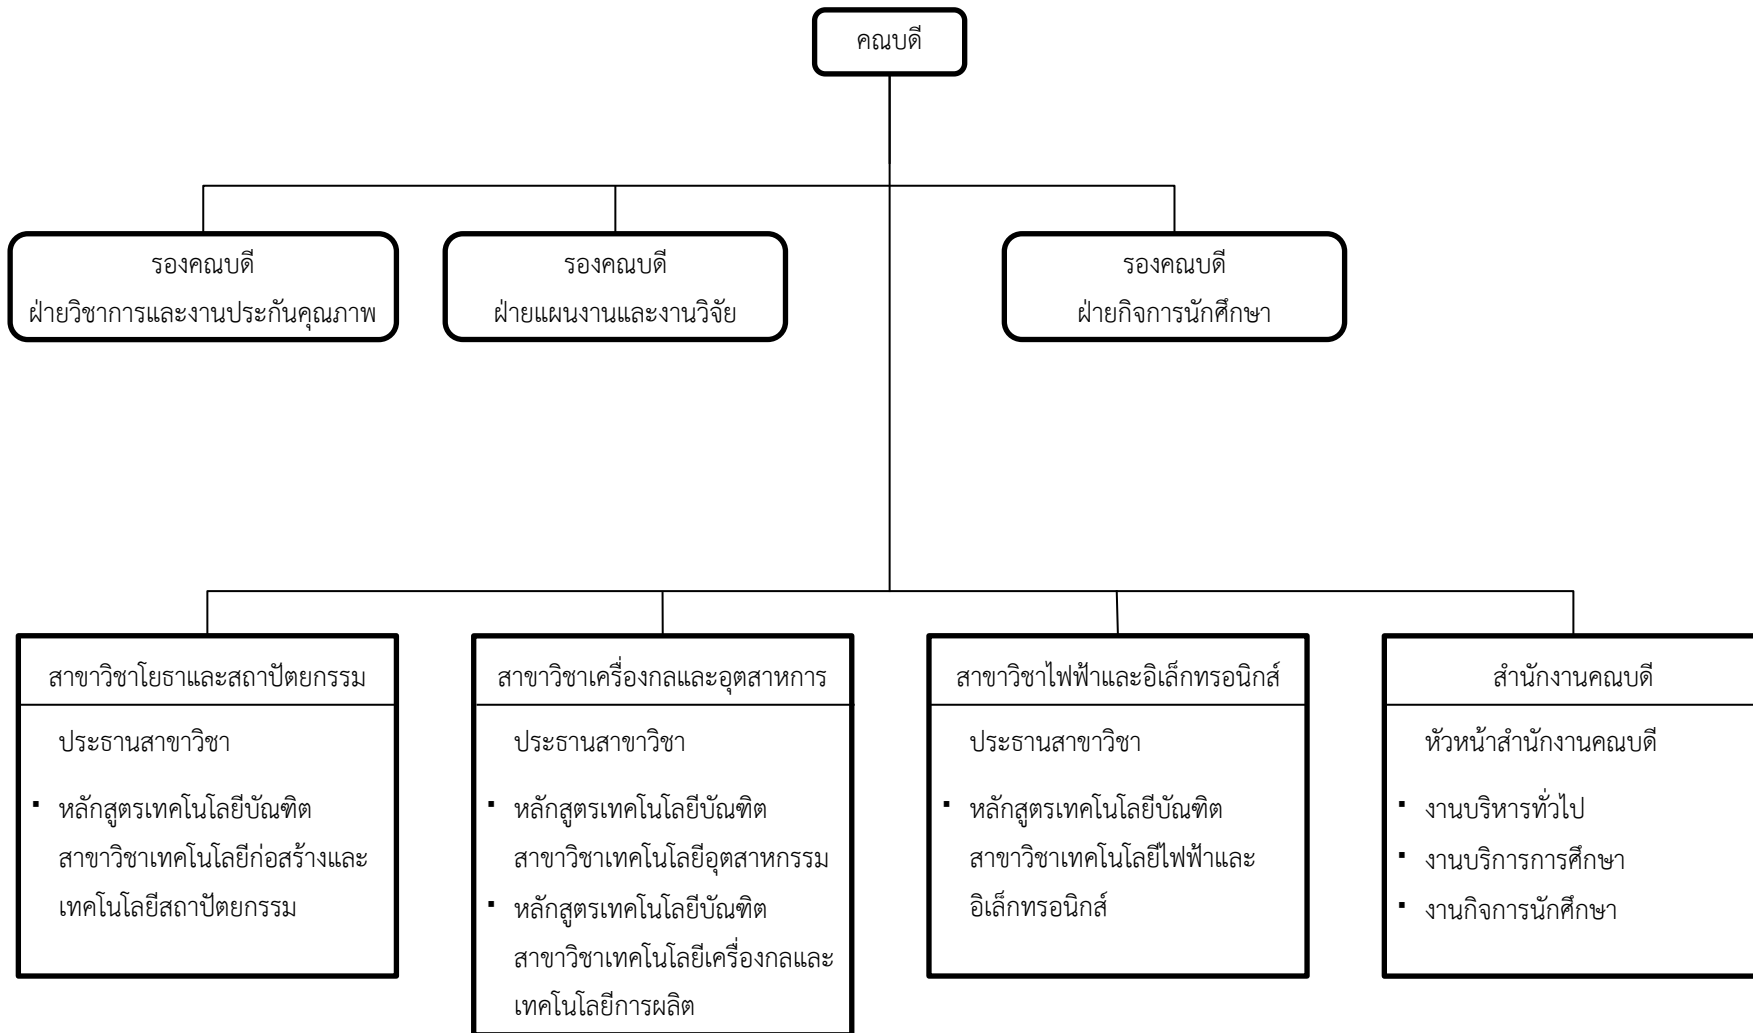 คณบดี
รองคณบดี
ฝ่ายวิชาการและงานประกันคุณภาพ
รองคณบดี
ฝ่ายแผนงานและงานวิจัย
รองคณบดี
ฝ่ายกิจการนักศึกษา
สาขาวิชาโยธาและสถาปัตยกรรม
ประธานสาขาวิชา
▪ หลักสูตรเทคโนโลยีบัณฑิต
สาขาวิชาเทคโนโลยีก่อสร้างและ
เทคโนโลยีสถาปัตยกรรม
สาขาวิชาเครื่องกลและอุตสาหการ
ประธานสาขาวิชา
▪ หลักสูตรเทคโนโลยีบัณฑิต
สาขาวิชาเทคโนโลยีอุตสาหกรรม
▪ หลักสูตรเทคโนโลยีบัณฑิต
สาขาวิชาเทคโนโลยีเครื่องกลและ
เทคโนโลยีการผลิต
สาขาวิชาไฟฟ้าและอิเล็กทรอนิกส์
ประธานสาขาวิชา
▪ หลักสูตรเทคโนโลยีบัณฑิต
สาขาวิชาเทคโนโลยีไฟฟ้าและ
อิเล็กทรอนิกส์
สำนักงานคณบดี
หัวหน้าสำนักงานคณบดี
▪ งานบริหารทั่วไป
▪ งานบริการการศึกษา
▪ งานกิจการนักศึกษา